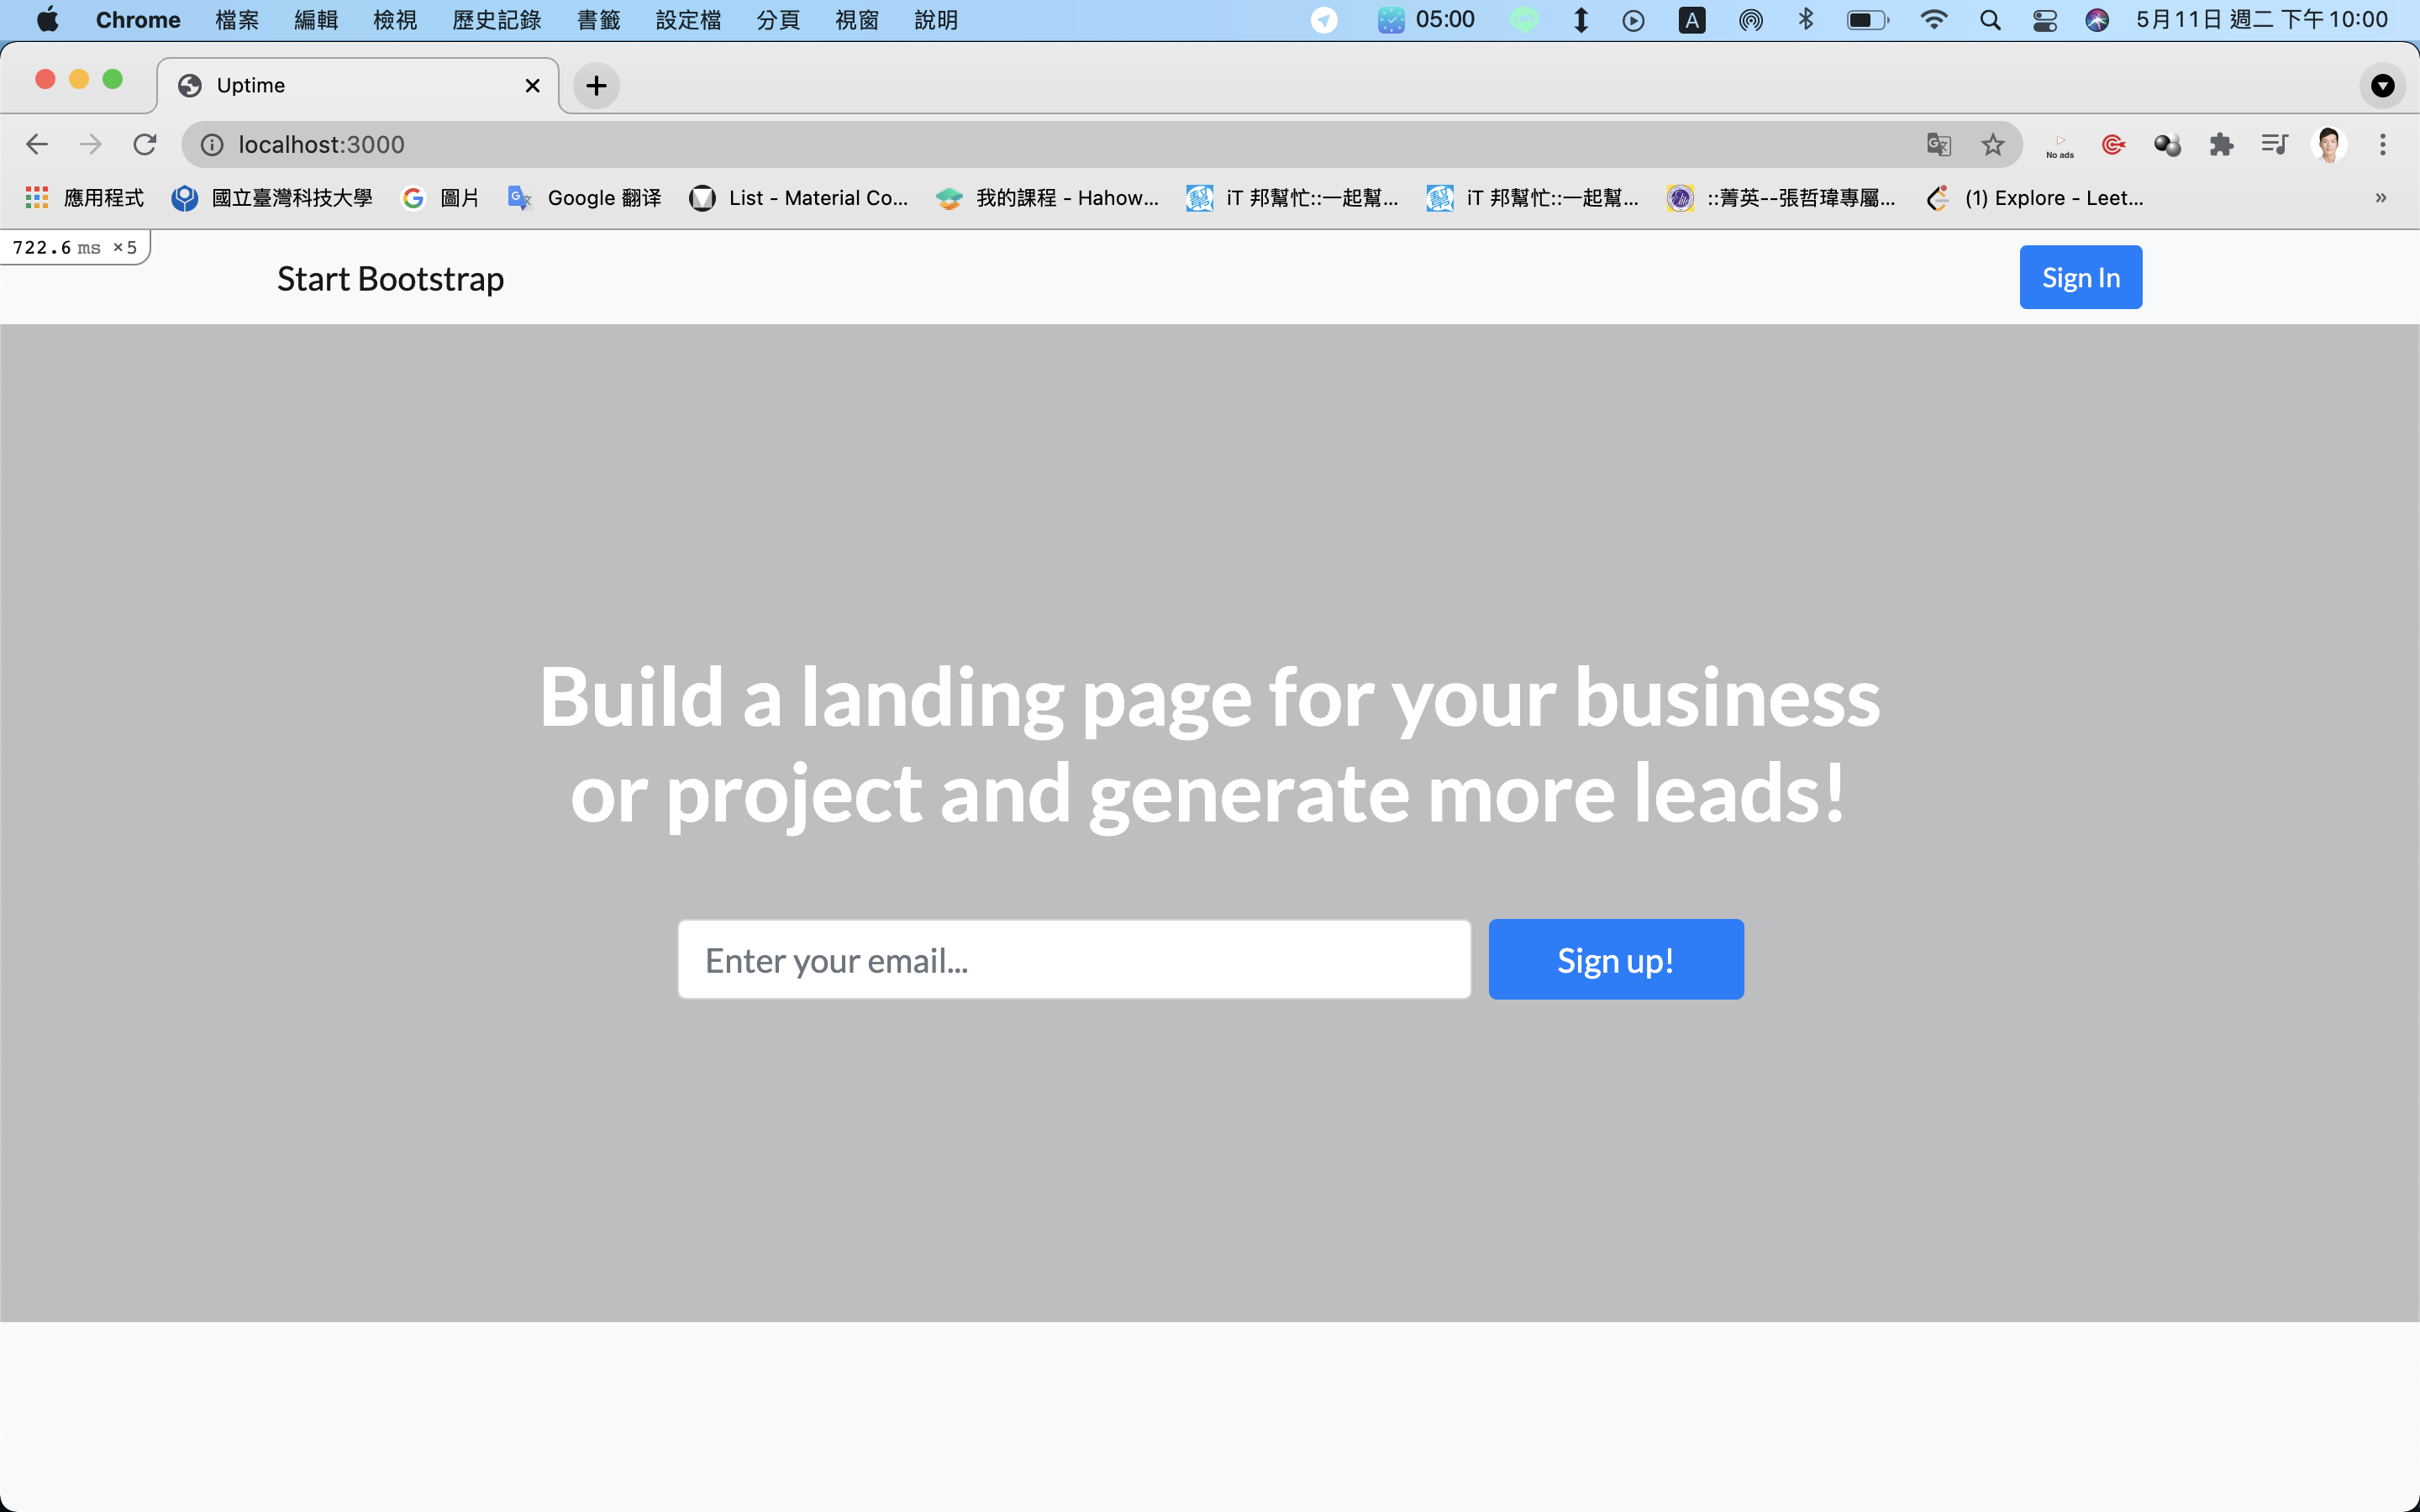 Chrome 檔案 編輯 檢視 歷史記錄 書籤 設定檔 分頁 視窗 說明 05:00 A 5月11日 週二 下午10:00
Uptime
localhost:3000 No ads
應用程式 國立臺灣科技大學 圖片 Google 翻译 List - Material Co... 我的課程 - Hahow... iT 邦幫忙::一起幫... iT 邦幫忙::一起幫... ::菁英--張哲瑋專屬... (1) Explore - Leet... »
722.6 ms ×5
Start Bootstrap Sign In
Build a landing page for your business
or project and generate more leads!
Enter your email... Sign up!